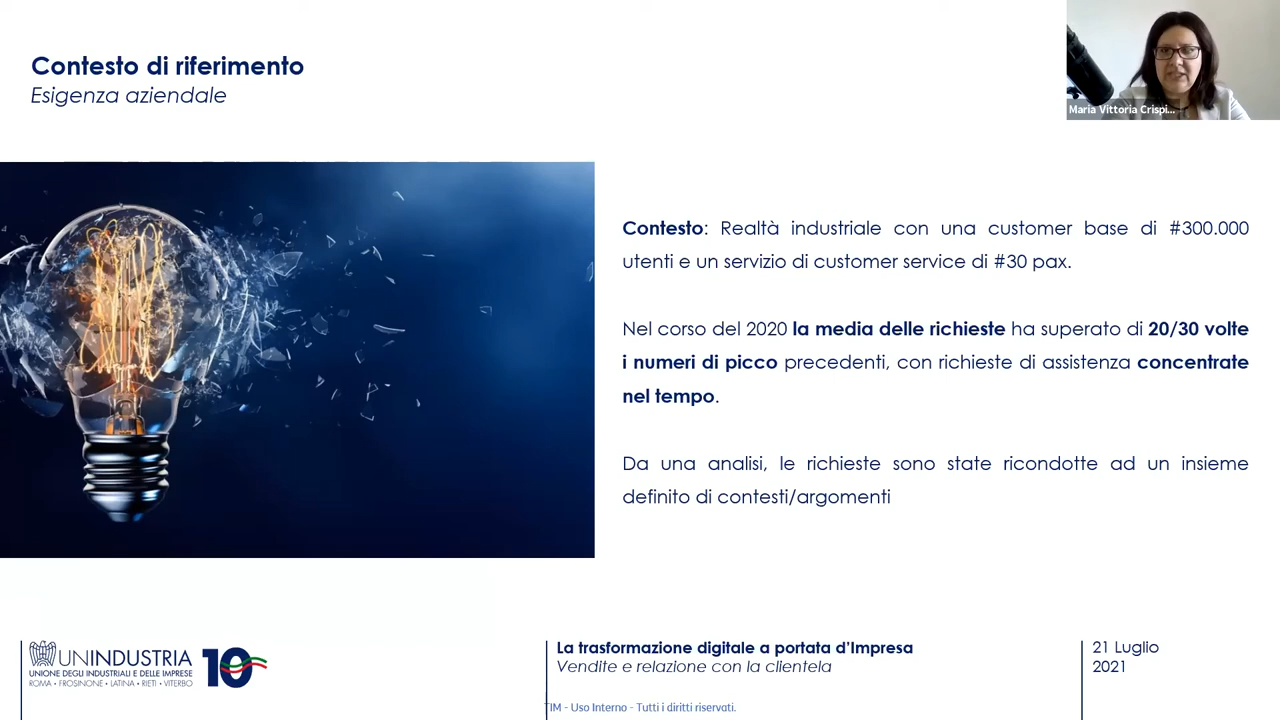 Contesto di riferimento
Esigenza aziendale
Maria Vittoria Crispi...
Contesto: Realtà industriale con una customer base di #300.000
utenti e un servizio di customer service di #30 pax.
Nel corso del 2020 la media delle richieste ha superato di 20/30 volte
i numeri di picco precedenti, con richieste di assistenza concentrate
nel tempo.
Da una analisi, le richieste sono state ricondotte ad un insieme
definito di contesti/argomenti
UNINDUSTRIA
UNIONE DEGLI INDUSTRIALI E DELLE IMPRESE
ROMA • FROSINONE • LATINA • RIETI • VITERBO
10
La trasformazione digitale a portata d'Impresa
Vendite e relazione con la clientela
21 Luglio
2021
TIM - Uso Interno - Tutti i diritti riservati.